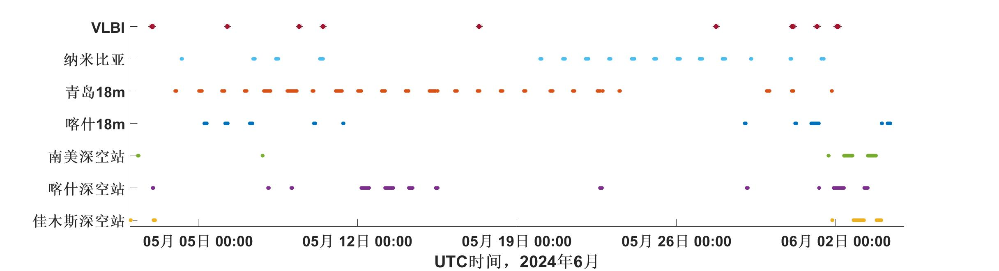 VLBI
纳米比亚
青岛18m
喀什18m
南美深空站
喀什深空站
佳木斯深空站
05月 05日 00:00 05月 12日 00:00 05月 19日 00:00 05月 26日 00:00 06月 02日 00:00
UTC时间，2024年6月